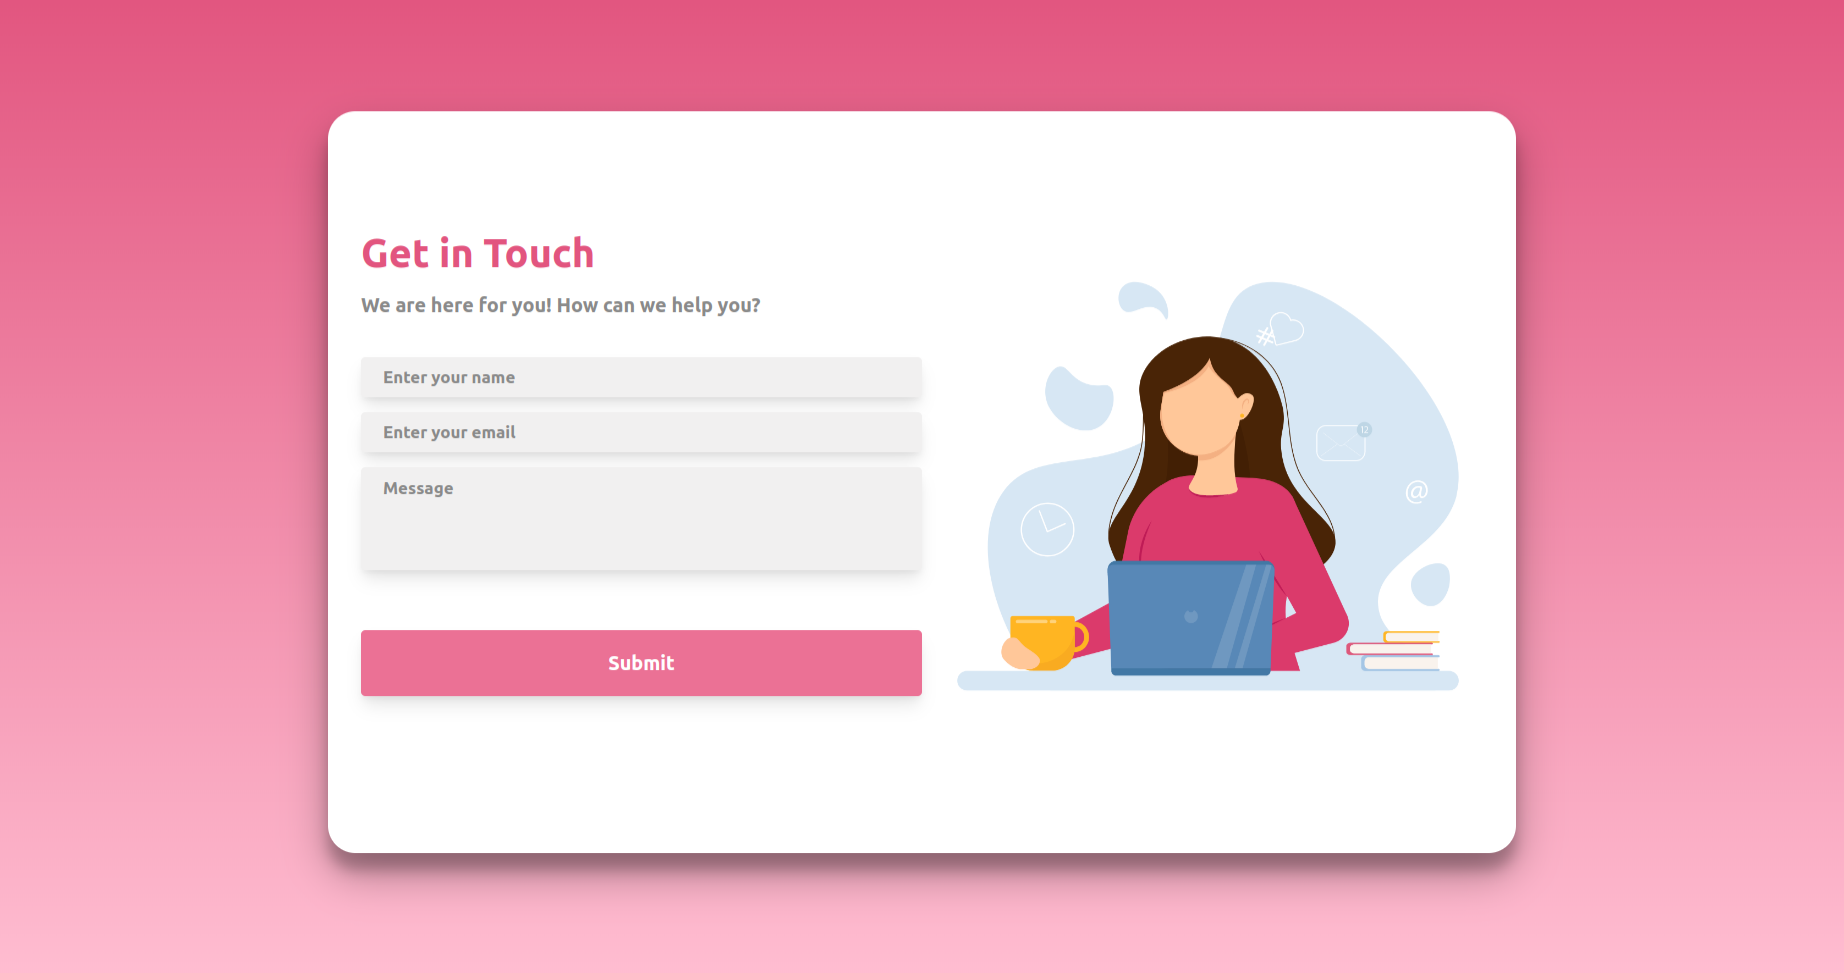 Get in Touch
We are here for you! How can we help you?
Enter your name
Enter your email
Message
Submit
#
12
@